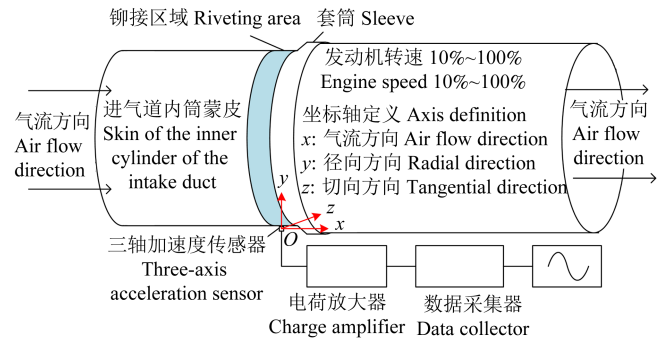 铆接区域 Riveting area
套筒 Sleeve
发动机转速 10%~100%
Engine speed 10%~100%
气流方向
Air flow
direction
进气道内筒蒙皮
Skin of the inner
cylinder of the
intake duct
坐标轴定义 Axis definition
x: 气流方向 Air flow direction
y: 径向方向 Radial direction
z: 切向方向 Tangential direction
气流方向
Air flow
direction
y
z
x
O
三轴加速度传感器
Three-axis
acceleration sensor
电荷放大器
Charge amplifier
数据采集器
Data collector